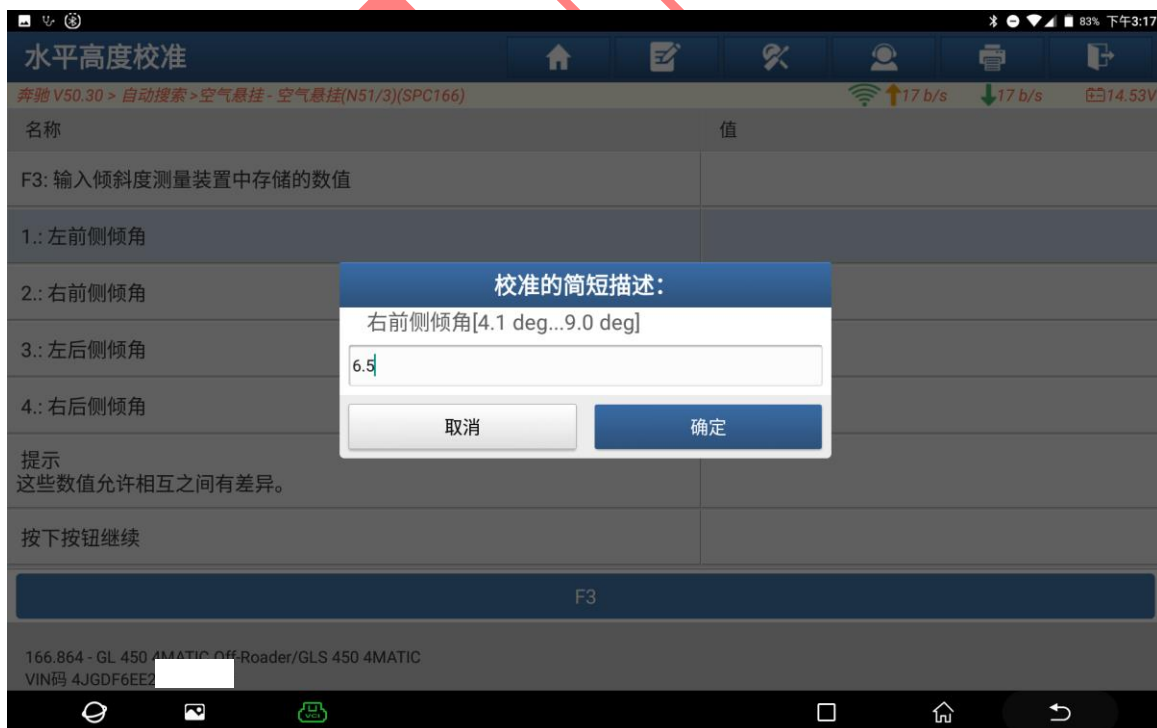 83% 下午3:17
水平高度校准
奔驰 V50.30 > 自动搜索 >空气悬挂 - 空气悬挂(N51/3)(SPC166)
17 b/s
17 b/s
14.53V
名称
值
F3: 输入倾斜度测量装置中存储的数值
1.: 左前侧倾角
2.: 右前侧倾角
3.: 左后侧倾角
4.: 右后侧倾角
提示
这些数值允许相互之间有差异。
按下按钮继续
校准的简短描述：
右前侧倾角[4.1 deg...9.0 deg]
6.5
取消
确定
F3
166.864 - GL 450 4MATIC Off-Roader/GLS 450 4MATIC
VIN码 4JGDF6EE2
VCI